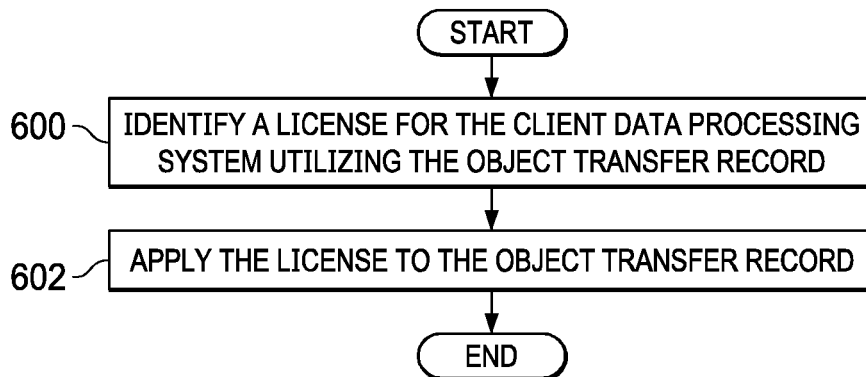 START
600
IDENTIFY A LICENSE FOR THE CLIENT DATA PROCESSING
SYSTEM UTILIZING THE OBJECT TRANSFER RECORD
602
APPLY THE LICENSE TO THE OBJECT TRANSFER RECORD
END